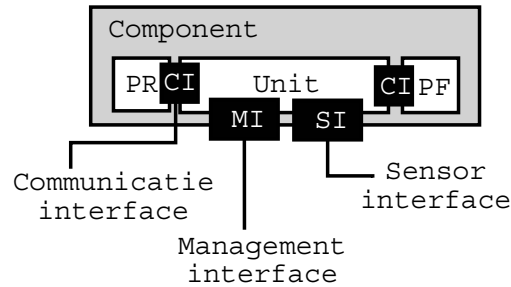 Component
PR CI Unit CI PF
MI SI
Communicatie
interface
Sensor
interface
Management
interface